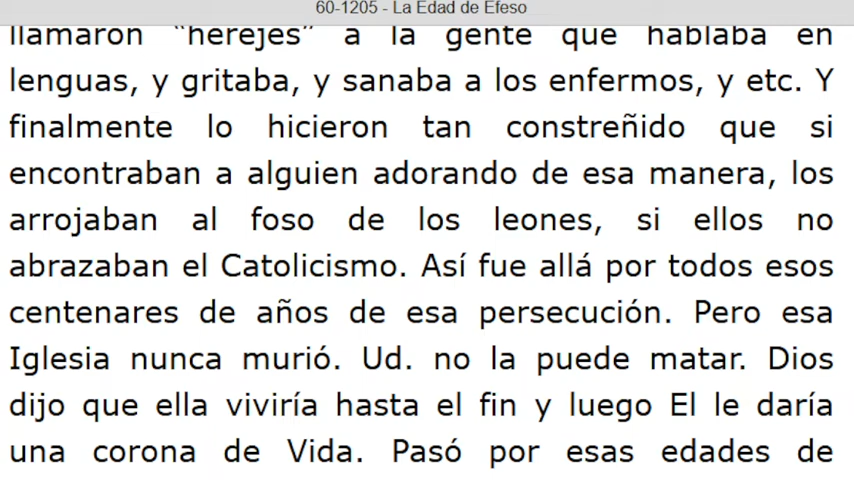 60-1205 - La Edad de Efeso
llamaron “herejes” a la gente que hablaba en
lenguas, y gritaba, y sanaba a los enfermos, y etc. Y
finalmente lo hicieron tan constreñido que si
encontraban a alguien adorando de esa manera, los
arrojaban al foso de los leones, si ellos no
abrazaban el Catolicismo. Así fue allá por todos esos
centenares de años de esa persecución. Pero esa
Iglesia nunca murió. Ud. no la puede matar. Dios
dijo que ella viviría hasta el fin y luego El le daría
una corona de Vida. Pasó por esas edades de